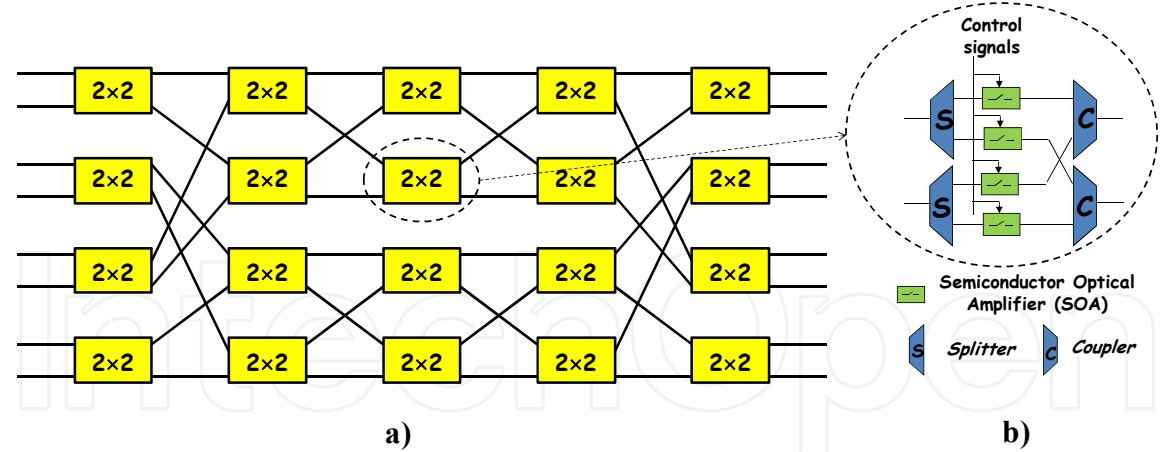 Control
signals
2×2 2×2 2×2 2×2 2×2
S C
2×2 2×2 2×2 2×2 2×2
S C
2×2 2×2 2×2 2×2 2×2
Semiconductor Optical
Amplifier (SOA)
2×2 2×2 2×2 2×2 2×2
S Splitter C Coupler
IntechOpen
a) b)